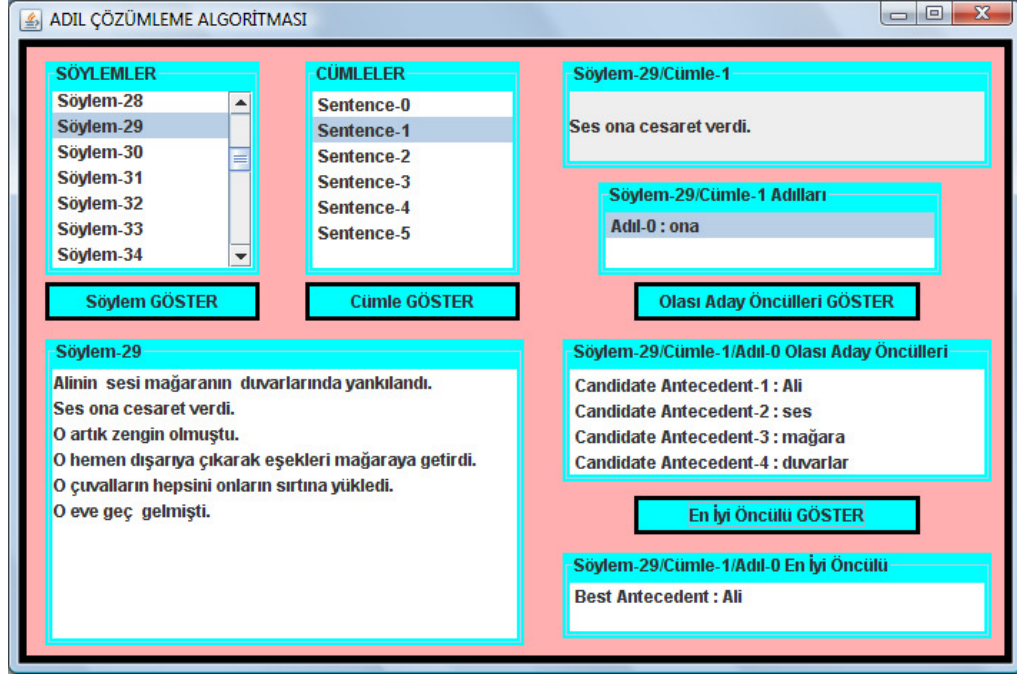 ADIL ÇÖZÜMLEME ALGORİTMASI
SÖYLEMLER
Söylem-28
Söylem-29
Söylem-30
Söylem-31
Söylem-32
Söylem-33
Söylem-34
Söylem GÖSTER
CÜMLELER
Sentence-0
Sentence-1
Sentence-2
Sentence-3
Sentence-4
Sentence-5
Cümle GÖSTER
Söylem-29/Cümle-1
Ses ona cesaret verdi.
Söylem-29/Cümle-1 Adılları
Adıl-0 : ona
Olası Aday Öncülleri GÖSTER
Söylem-29
Alinin sesi mağaranın duvarlarında yankılandı.
Ses ona cesaret verdi.
O artık zengin olmuştu.
O hemen dışarıya çıkarak eşekleri mağaraya getirdi.
O çuvalların hepsini onların sırtına yükledi.
O eve geç gelmişti.
Söylem-29/Cümle-1/Adıl-0 Olası Aday Öncülleri
Candidate Antecedent-1 : Ali
Candidate Antecedent-2 : ses
Candidate Antecedent-3 : mağara
Candidate Antecedent-4 : duvarlar
En İyi Öncülü GÖSTER
Söylem-29/Cümle-1/Adıl-0 En İyi Öncülü
Best Antecedent : Ali